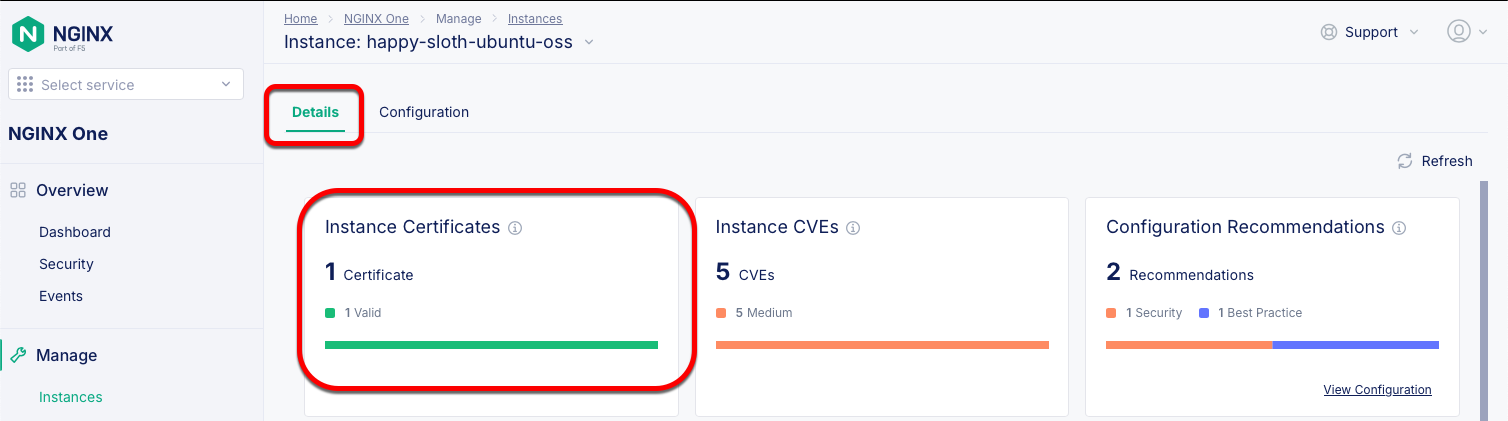 NGINX
Part of F5
Select service
NGINX One
Overview
Dashboard
Security
Events
Manage
Instances
Home > NGINX One > Manage > Instances
Instance: happy-sloth-ubuntu-oss
Support
Details Configuration
Refresh
Instance Certificates
1 Certificate
1 Valid
Instance CVEs
5 CVEs
5 Medium
Configuration Recommendations
2 Recommendations
1 Security 1 Best Practice
View Configuration